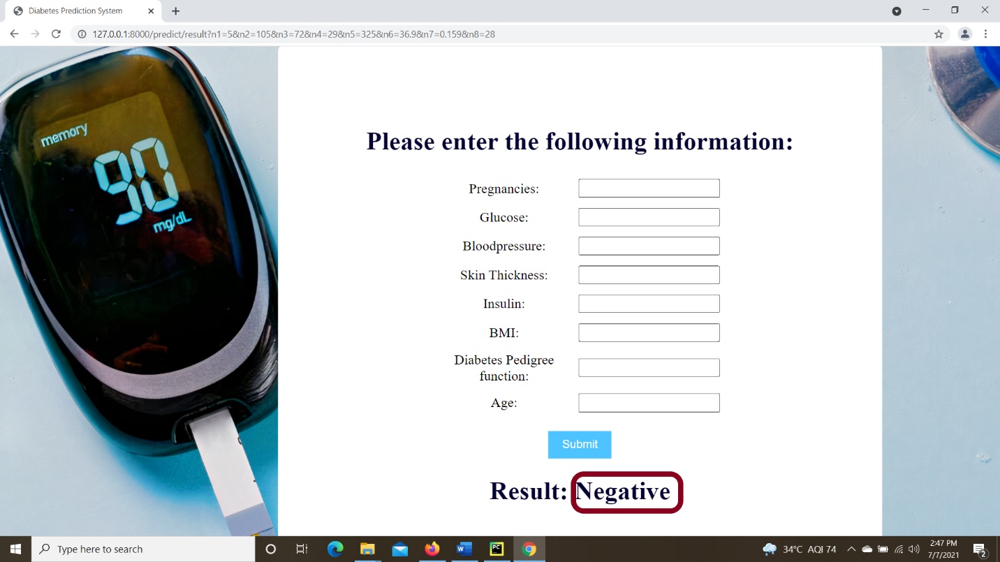 Diabetes Prediction System
127.0.0.1:8000/predict/result?n1=5&n2=105&n3=72&n4=29&n5=325&n6=36.9&n7=0.159&n8=28
memory
90
mg/dL
Please enter the following information:
Pregnancies:
Glucose:
Bloodpressure:
Skin Thickness:
Insulin:
BMI:
Diabetes Pedigree
function:
Age:
Submit
Result: Negative
Type here to search
W
PC
34°C AQI 74
2:47 PM
7/7/2021
2